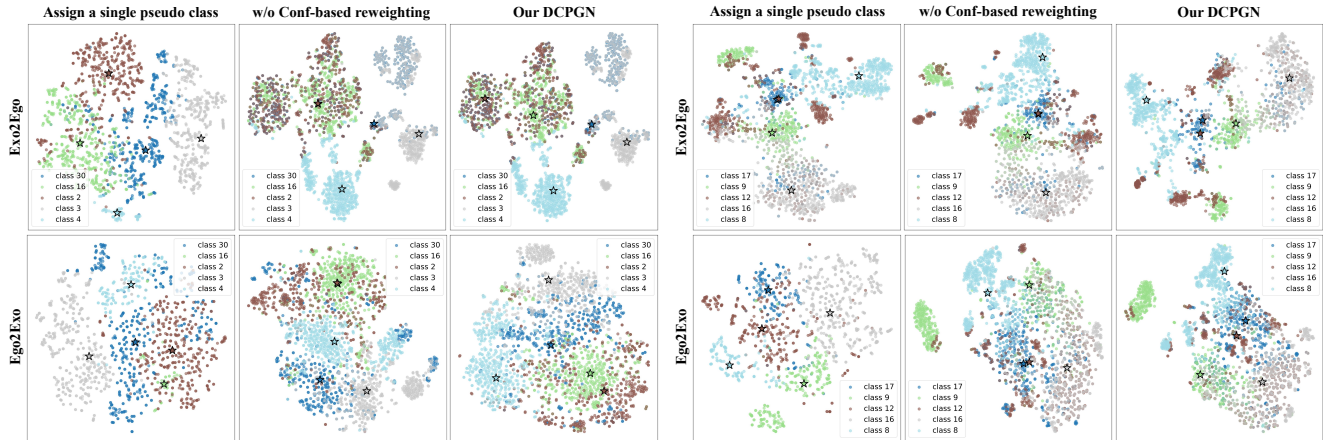 Assign a single pseudo class
w/o Conf-based reweighting
Our DCPGN
Assign a single pseudo class
w/o Conf-based reweighting
Our DCPGN
Exo2Ego
class 30
class 16
class 2
class 3
class 4
class 30
class 16
class 2
class 3
class 4
class 30
class 16
class 2
class 3
class 4
Exo2Ego
class 17
class 9
class 12
class 16
class 8
class 17
class 9
class 12
class 16
class 8
class 17
class 9
class 12
class 16
class 8
Ego2Exo
class 30
class 16
class 2
class 3
class 4
class 30
class 16
class 2
class 3
class 4
class 30
class 16
class 2
class 3
class 4
Ego2Exo
class 17
class 9
class 12
class 16
class 8
class 17
class 9
class 12
class 16
class 8
class 17
class 9
class 12
class 16
class 8